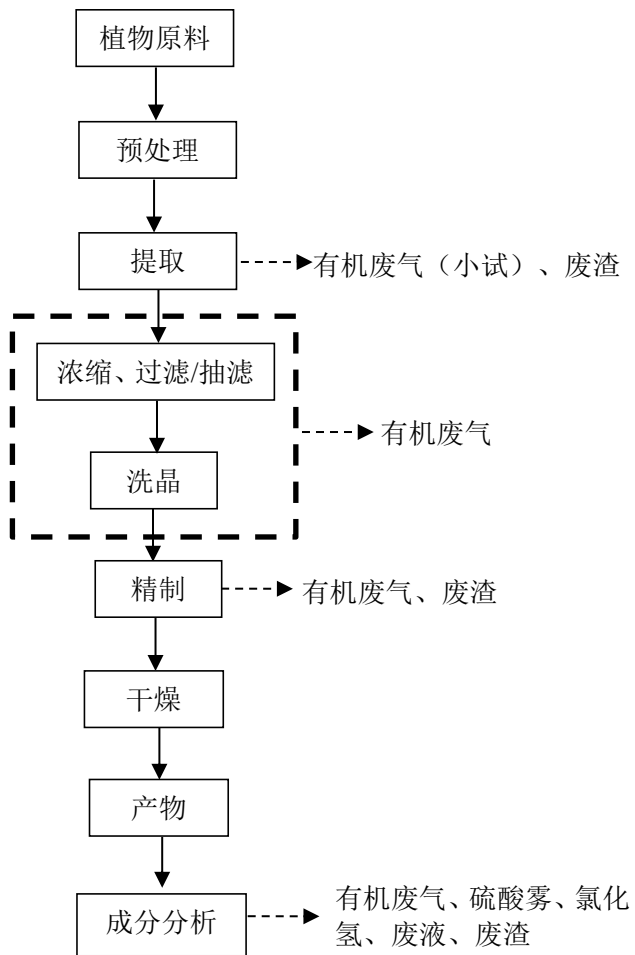 植物原料
预处理
提取
有机废气（小试）、废渣
浓缩、过滤/抽滤
有机废气
洗晶
精制
有机废气、废渣
干燥
产物
成分分析
有机废气、硫酸雾、氯化
氢、废液、废渣